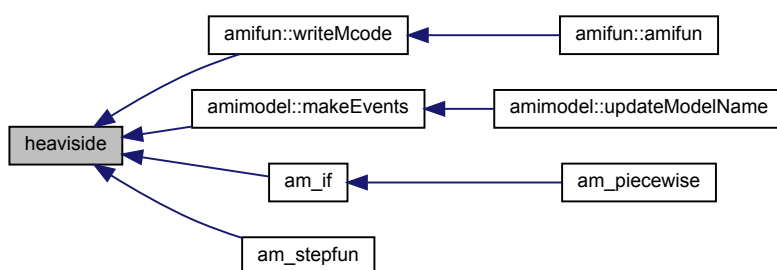 amifun::writeMcode
amifun::amifun
amimodel::makeEvents
amimodel::updateModelName
heaviside
am_if
am_piecewise
am_stepfun